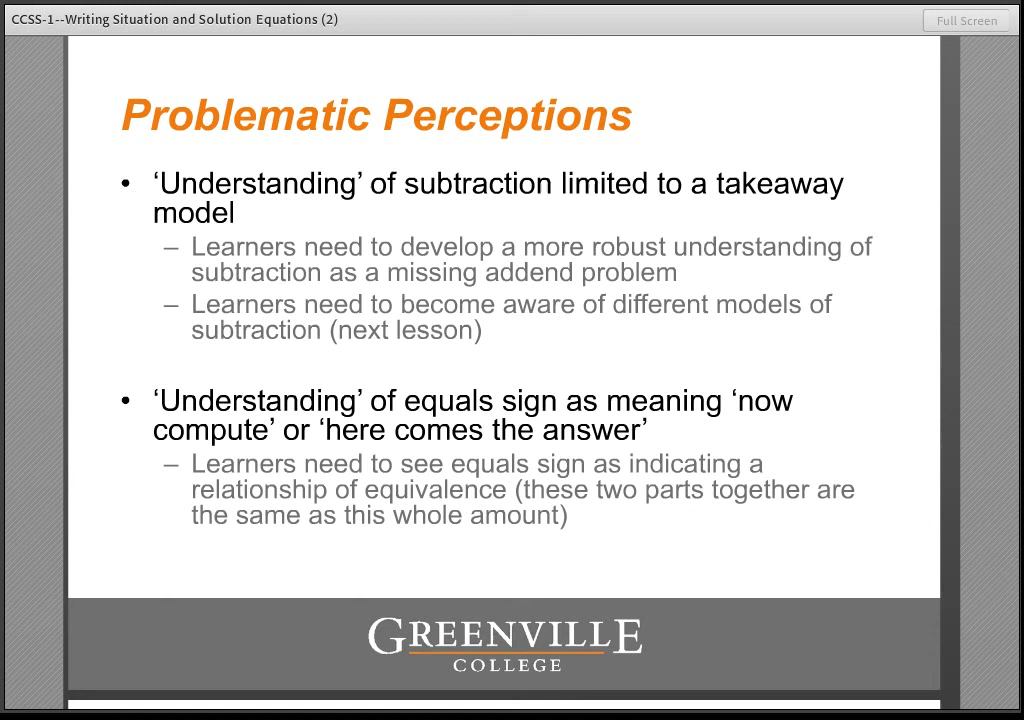 CCSS-1--Writing Situation and Solution Equations (2)
Full Screen
Problematic Perceptions
• ‘Understanding’ of subtraction limited to a takeaway
model
– Learners need to develop a more robust understanding of
subtraction as a missing addend problem
– Learners need to become aware of different models of
subtraction (next lesson)
• ‘Understanding’ of equals sign as meaning ‘now
compute’ or ‘here comes the answer’
– Learners need to see equals sign as indicating a
relationship of equivalence (these two parts together are
the same as this whole amount)
GREENVILLE
COLLEGE